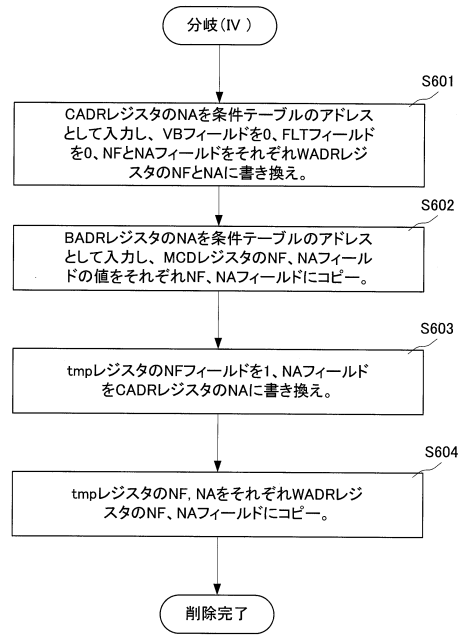 分岐(Ⅳ)
S601
CADRレジスタのNAを条件テーブルのアドレス
として入力し、VBフィールドを0、FLTフィールド
を0、NFとNAフィールドをそれぞれWADRレジ
スタのNFとNAに書き換え。
S602
BADRレジスタのNAを条件テーブルのアドレス
として入力し、MCDレジスタのNF、NAフィール
ドの値をそれぞれNF、NAフィールドにコピー。
S603
tmpレジスタのNFフィールドを1、NAフィールド
をCADRレジスタのNAに書き換え。
S604
tmpレジスタのNF, NAをそれぞれWADRレジ
スタのNF、NAフィールドにコピー。
削除完了